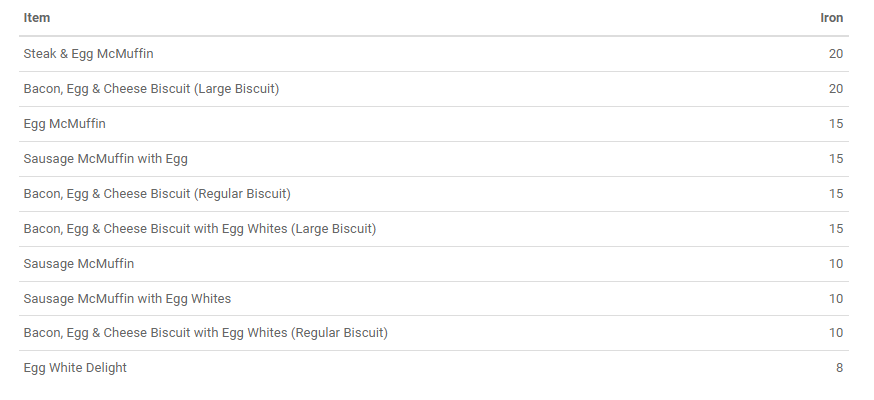 Item Iron
Steak & Egg McMuffin 20
Bacon, Egg & Cheese Biscuit (Large Biscuit) 20
Egg McMuffin 15
Sausage McMuffin with Egg 15
Bacon, Egg & Cheese Biscuit (Regular Biscuit) 15
Bacon, Egg & Cheese Biscuit with Egg Whites (Large Biscuit) 15
Sausage McMuffin 10
Sausage McMuffin with Egg Whites 10
Bacon, Egg & Cheese Biscuit with Egg Whites (Regular Biscuit) 10
Egg White Delight 8